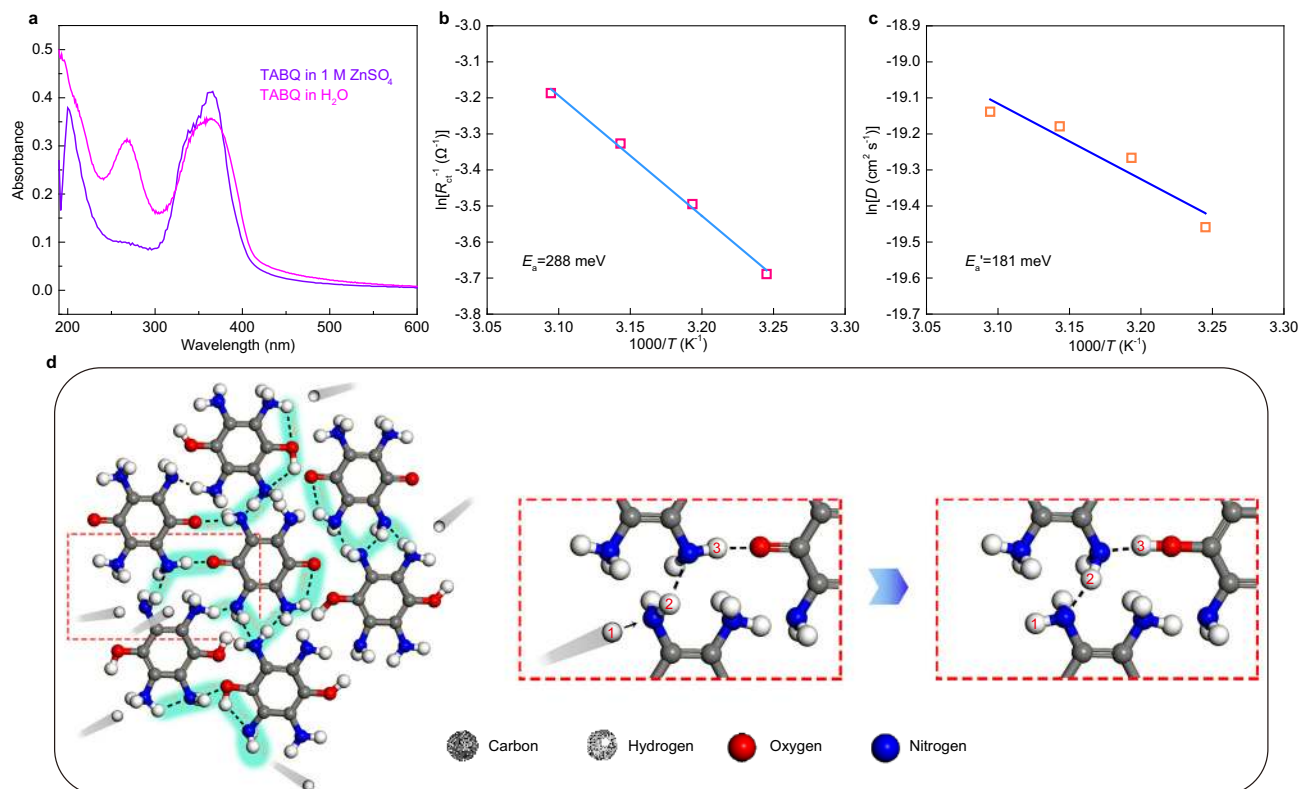 a
0.5
0.4
0.3
0.2
0.1
0.0
Absorbance
TABQ in 1 M ZnSO₄
TABQ in H₂O
200
300
400
500
600
Wavelength (nm)
b
-3.0
-3.1
-3.2
-3.3
-3.4
-3.5
-3.6
-3.7
-3.8
ln[Rct⁻¹ (Ω⁻¹)]
Eₐ=288 meV
3.05
3.10
3.15
3.20
3.25
3.30
1000/T (K⁻¹)
c
-18.9
-19.0
-19.1
-19.2
-19.3
-19.4
-19.5
-19.6
-19.7
ln[D (cm² s⁻¹)]
Eₐ'=181 meV
3.05
3.10
3.15
3.20
3.25
3.30
1000/T (K⁻¹)
d
3
2
1
3
2
1
Carbon
Hydrogen
Oxygen
Nitrogen